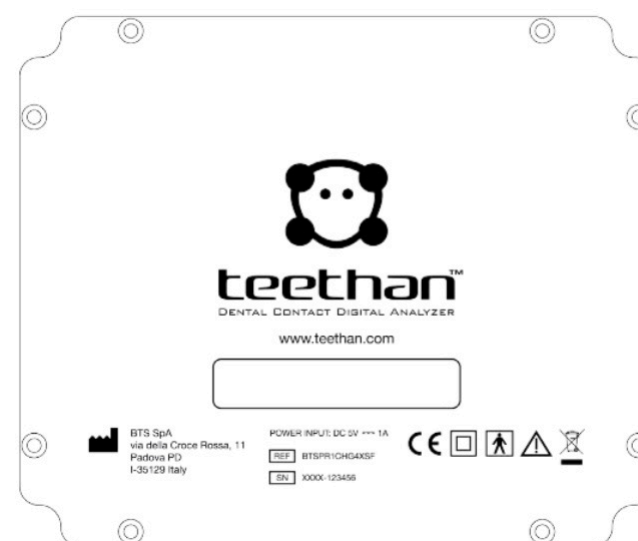 teethan™
DENTAL CONTACT DIGITAL ANALYZER
www.teethan.com
BTS SpA
via della Croce Rossa, 11
Padova PD
I-35129 Italy
POWER INPUT: DC 5V ⎓ 1A
REF BTSPR1CHG4XSF
SN XXXX-123456
CE